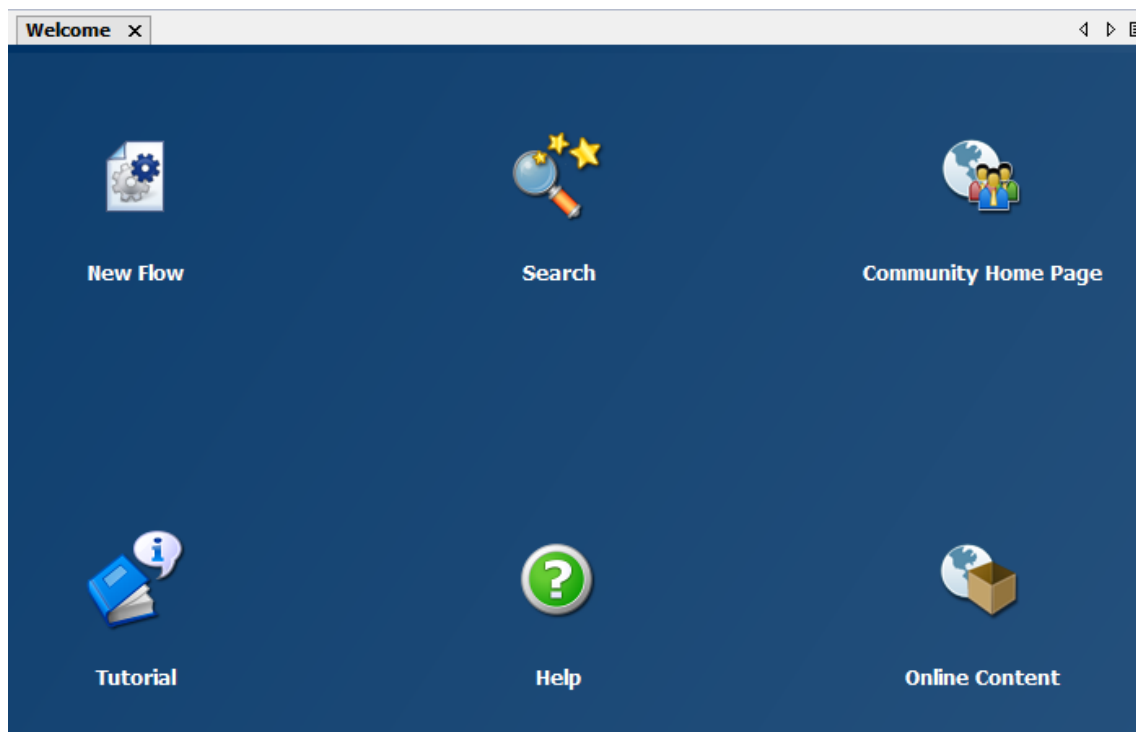 Welcome
New Flow
Search
Community Home Page
Tutorial
Help
Online Content